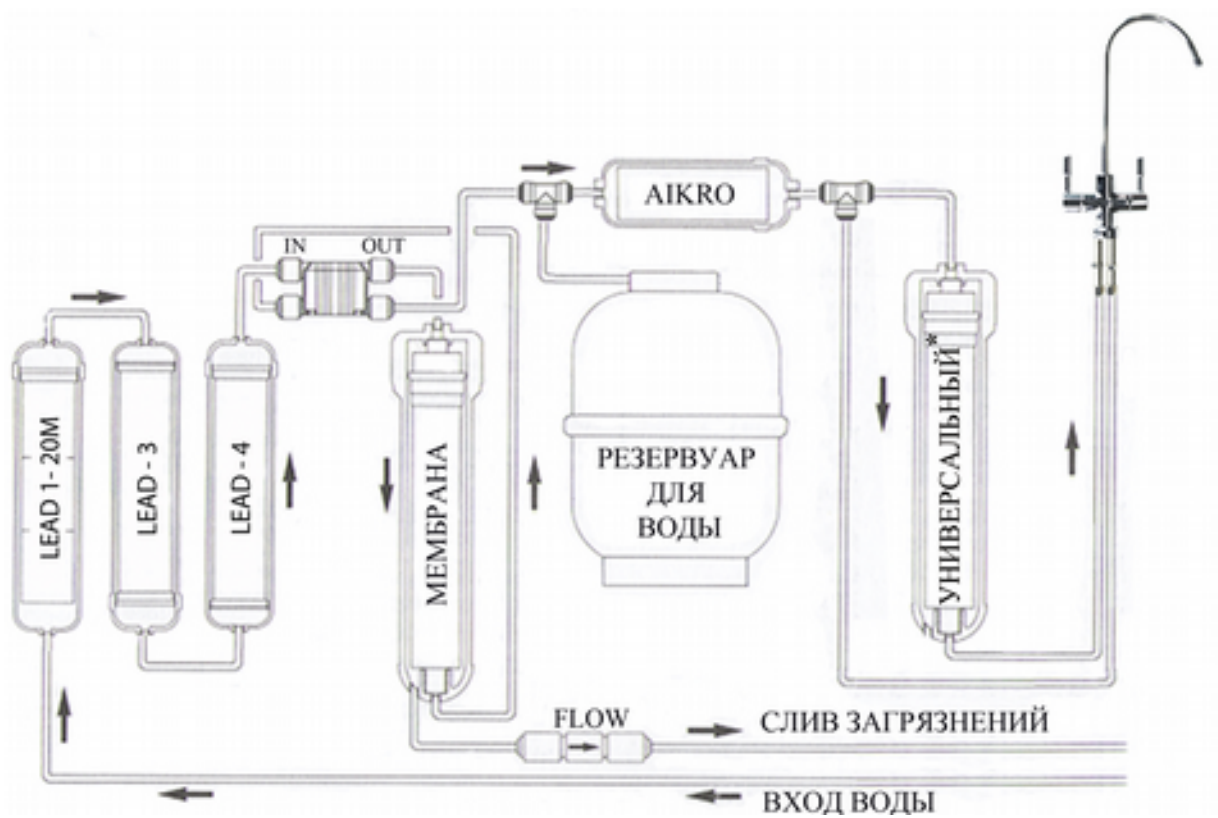 AIKRO
IN OUT
LEAD 1-20M
LEAD-3
LEAD-4
МЕМБРАНА
РЕЗЕРВУАР
ДЛЯ
ВОДЫ
УНИВЕРСАЛЬНЫЙ*
FLOW
СЛИВ ЗАГРЯЗНЕНИЙ
ВХОД ВОДЫ